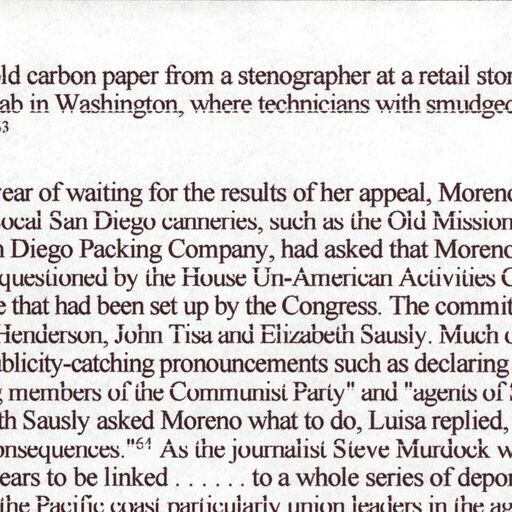 old carbon paper from a stenographer at a retail stor
ab in Washington, where technicians with smudged
63
year of waiting for the results of her appeal, Moreno
ocal San Diego canneries, such as the Old Mission
n Diego Packing Company, had asked that Moreno
questioned by the House Un-American Activities C
e that had been set up by the Congress. The commit
Henderson, John Tisa and Elizabeth Sausly. Much o
blicity-catching pronouncements such as declaring
g members of the Communist Party" and "agents of S
th Sausly asked Moreno what to do, Luisa replied,
onsequences."64 As the journalist Steve Murdock w
ears to be linked . . . . . . to a whole series of depor
the Pacific coast particularly union leaders in the ag